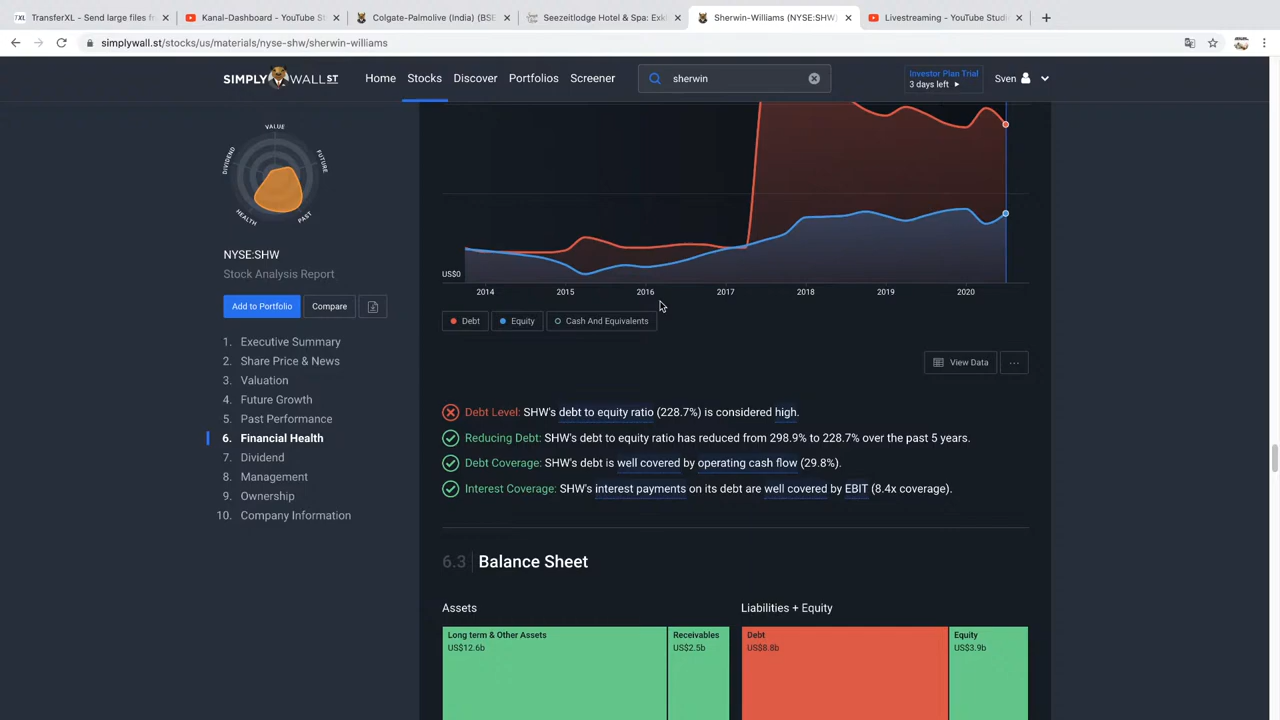 TransferXL - Send large files fr
Kanal-Dashboard - YouTube St
Colgate-Palmolive (India) (BSE
Seezeitlodge Hotel & Spa: Exkl
Sherwin-Williams (NYSE:SHW)
Livestreaming - YouTube Studi
simplywall.st/stocks/us/materials/nyse-shw/sherwin-williams
SIMPLY WALL ST
Home
Stocks
Discover
Portfolios
Screener
sherwin
Investor Plan Trial
3 days left
Sven
VALUE
FUTURE
PAST
HEALTH
DIVIDEND
NYSE:SHW
Stock Analysis Report
Add to Portfolio
Compare
1. Executive Summary
2. Share Price & News
3. Valuation
4. Future Growth
5. Past Performance
6. Financial Health
7. Dividend
8. Management
9. Ownership
10. Company Information
US$0
2014 2015 2016 2017 2018 2019 2020
Debt
Equity
Cash And Equivalents
View Data
...
Debt Level: SHW's debt to equity ratio (228.7%) is considered high.
Reducing Debt: SHW's debt to equity ratio has reduced from 298.9% to 228.7% over the past 5 years.
Debt Coverage: SHW's debt is well covered by operating cash flow (29.8%).
Interest Coverage: SHW's interest payments on its debt are well covered by EBIT (8.4x coverage).
6.3 Balance Sheet
Assets
Liabilities + Equity
Long term & Other Assets
US$12.6b
Receivables
US$2.5b
Debt
US$8.8b
Equity
US$3.9b